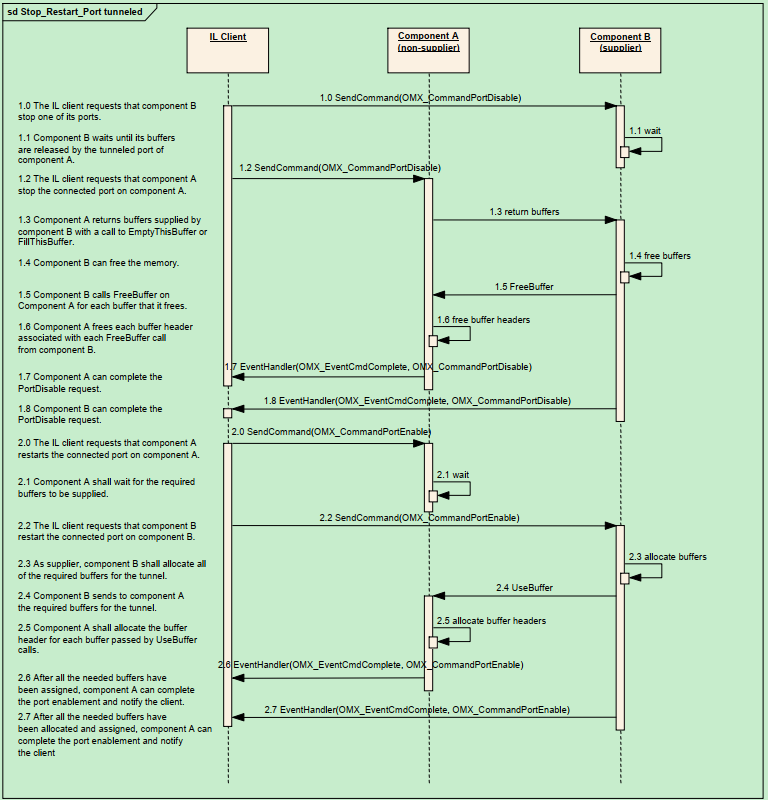 sd Stop_Restart_Port tunneled
IL Client
Component A
(non-supplier)
Component B
(supplier)
1.0 The IL client requests that component B
stop one of its ports.
1.0 SendCommand(OMX_CommandPortDisable)
1.1 Component B waits until its buffers
are released by the tunneled port of
component A.
1.1 wait
1.2 The IL client requests that component A
stop the connected port on component A.
1.2 SendCommand(OMX_CommandPortDisable)
1.3 Component A returns buffers supplied by
component B with a call to EmptyThisBuffer or
FillThisBuffer.
1.3 return buffers
1.4 Component B can free the memory.
1.4 free buffers
1.5 Component B calls FreeBuffer on
Component A for each buffer that it frees.
1.5 FreeBuffer
1.6 Component A frees each buffer header
associated with each FreeBuffer call
from component B.
1.6 free buffer headers
1.7 Component A can complete the
PortDisable request.
1.7 EventHandler(OMX_EventCmdComplete, OMX_CommandPortDisable)
1.8 Component B can complete the
PortDisable request.
1.8 EventHandler(OMX_EventCmdComplete, OMX_CommandPortDisable)
2.0 The IL client requests that component A
restarts the connected port on component A.
2.0 SendCommand(OMX_CommandPortEnable)
2.1 Component A shall wait for the required
buffers to be supplied.
2.1 wait
2.2 The IL client requests that component B
restart the connected port on component B.
2.2 SendCommand(OMX_CommandPortEnable)
2.3 As supplier, component B shall allocate all
of the required buffers for the tunnel.
2.3 allocate buffers
2.4 Component B sends to component A
the required buffers for the tunnel.
2.4 UseBuffer
2.5 Component A shall allocate the buffer
header for each buffer passed by UseBuffer
calls.
2.5 allocate buffer headers
2.6 After all the needed buffers have
been assigned, component A can complete
the port enablement and notify the client.
2.6 EventHandler(OMX_EventCmdComplete, OMX_CommandPortEnable)
2.7 After all the needed buffers have
been allocated and assigned, component A can
complete the port enablement and notify
the client
2.7 EventHandler(OMX_EventCmdComplete, OMX_CommandPortEnable)